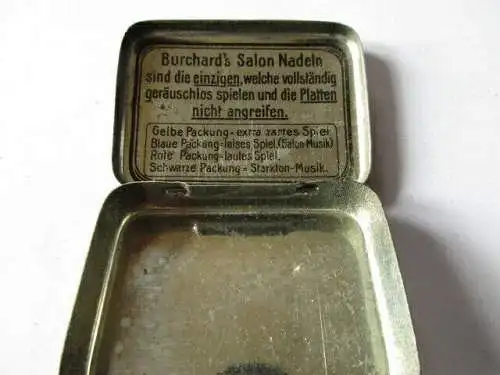 Burchard's Salon Nadeln
sind die einzigen, welche vollständig
geräuschlos spielen und die Platten
nicht angreifen.
Gelbe Packung = extra zartes Spiel
Blaue Packung = leises Spiel. (Salon Musik)
Rote Packung = lautes Spiel.
Schwarze Packung = Starkton-Musik.